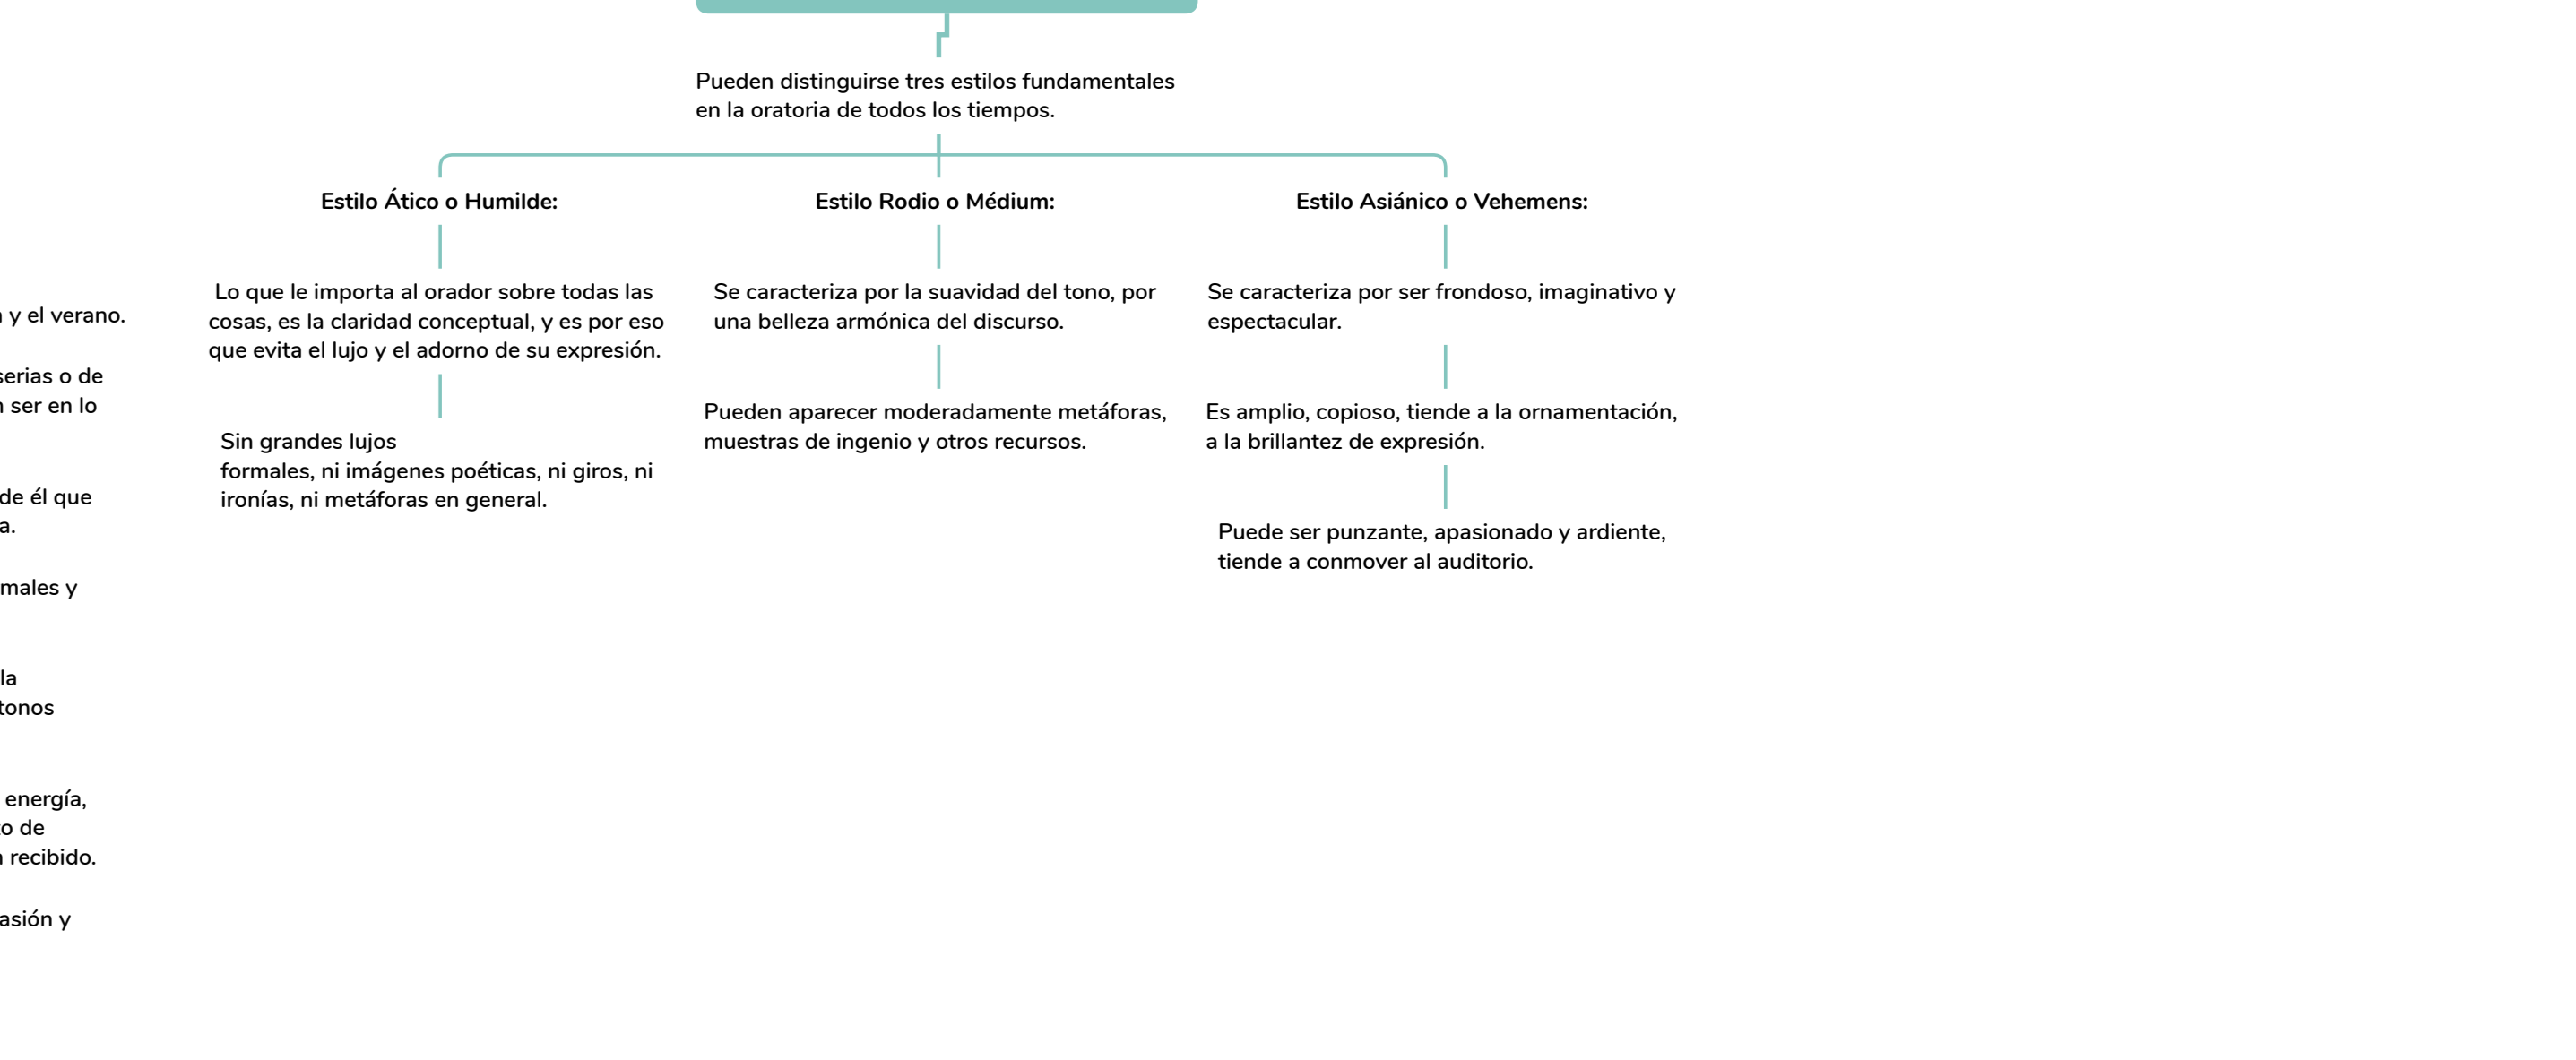 Pueden distinguirse tres estilos fundamentales
en la oratoria de todos los tiempos.
Estilo Ático o Humilde:
Lo que le importa al orador sobre todas las
cosas, es la claridad conceptual, y es por eso
que evita el lujo y el adorno de su expresión.
Sin grandes lujos
formales, ni imágenes poéticas, ni giros, ni
ironías, ni metáforas en general.
Estilo Rodio o Médium:
Se caracteriza por la suavidad del tono, por
una belleza armónica del discurso.
Pueden aparecer moderadamente metáforas,
muestras de ingenio y otros recursos.
Estilo Asiánico o Vehemens:
Se caracteriza por ser frondoso, imaginativo y
espectacular.
Es amplio, copioso, tiende a la ornamentación,
a la brillantez de expresión.
Puede ser punzante, apasionado y ardiente,
tiende a conmover al auditorio.
y el verano.
o de
ser en lo
de él que
y
la
tonos
energía,
de
recibido.
y